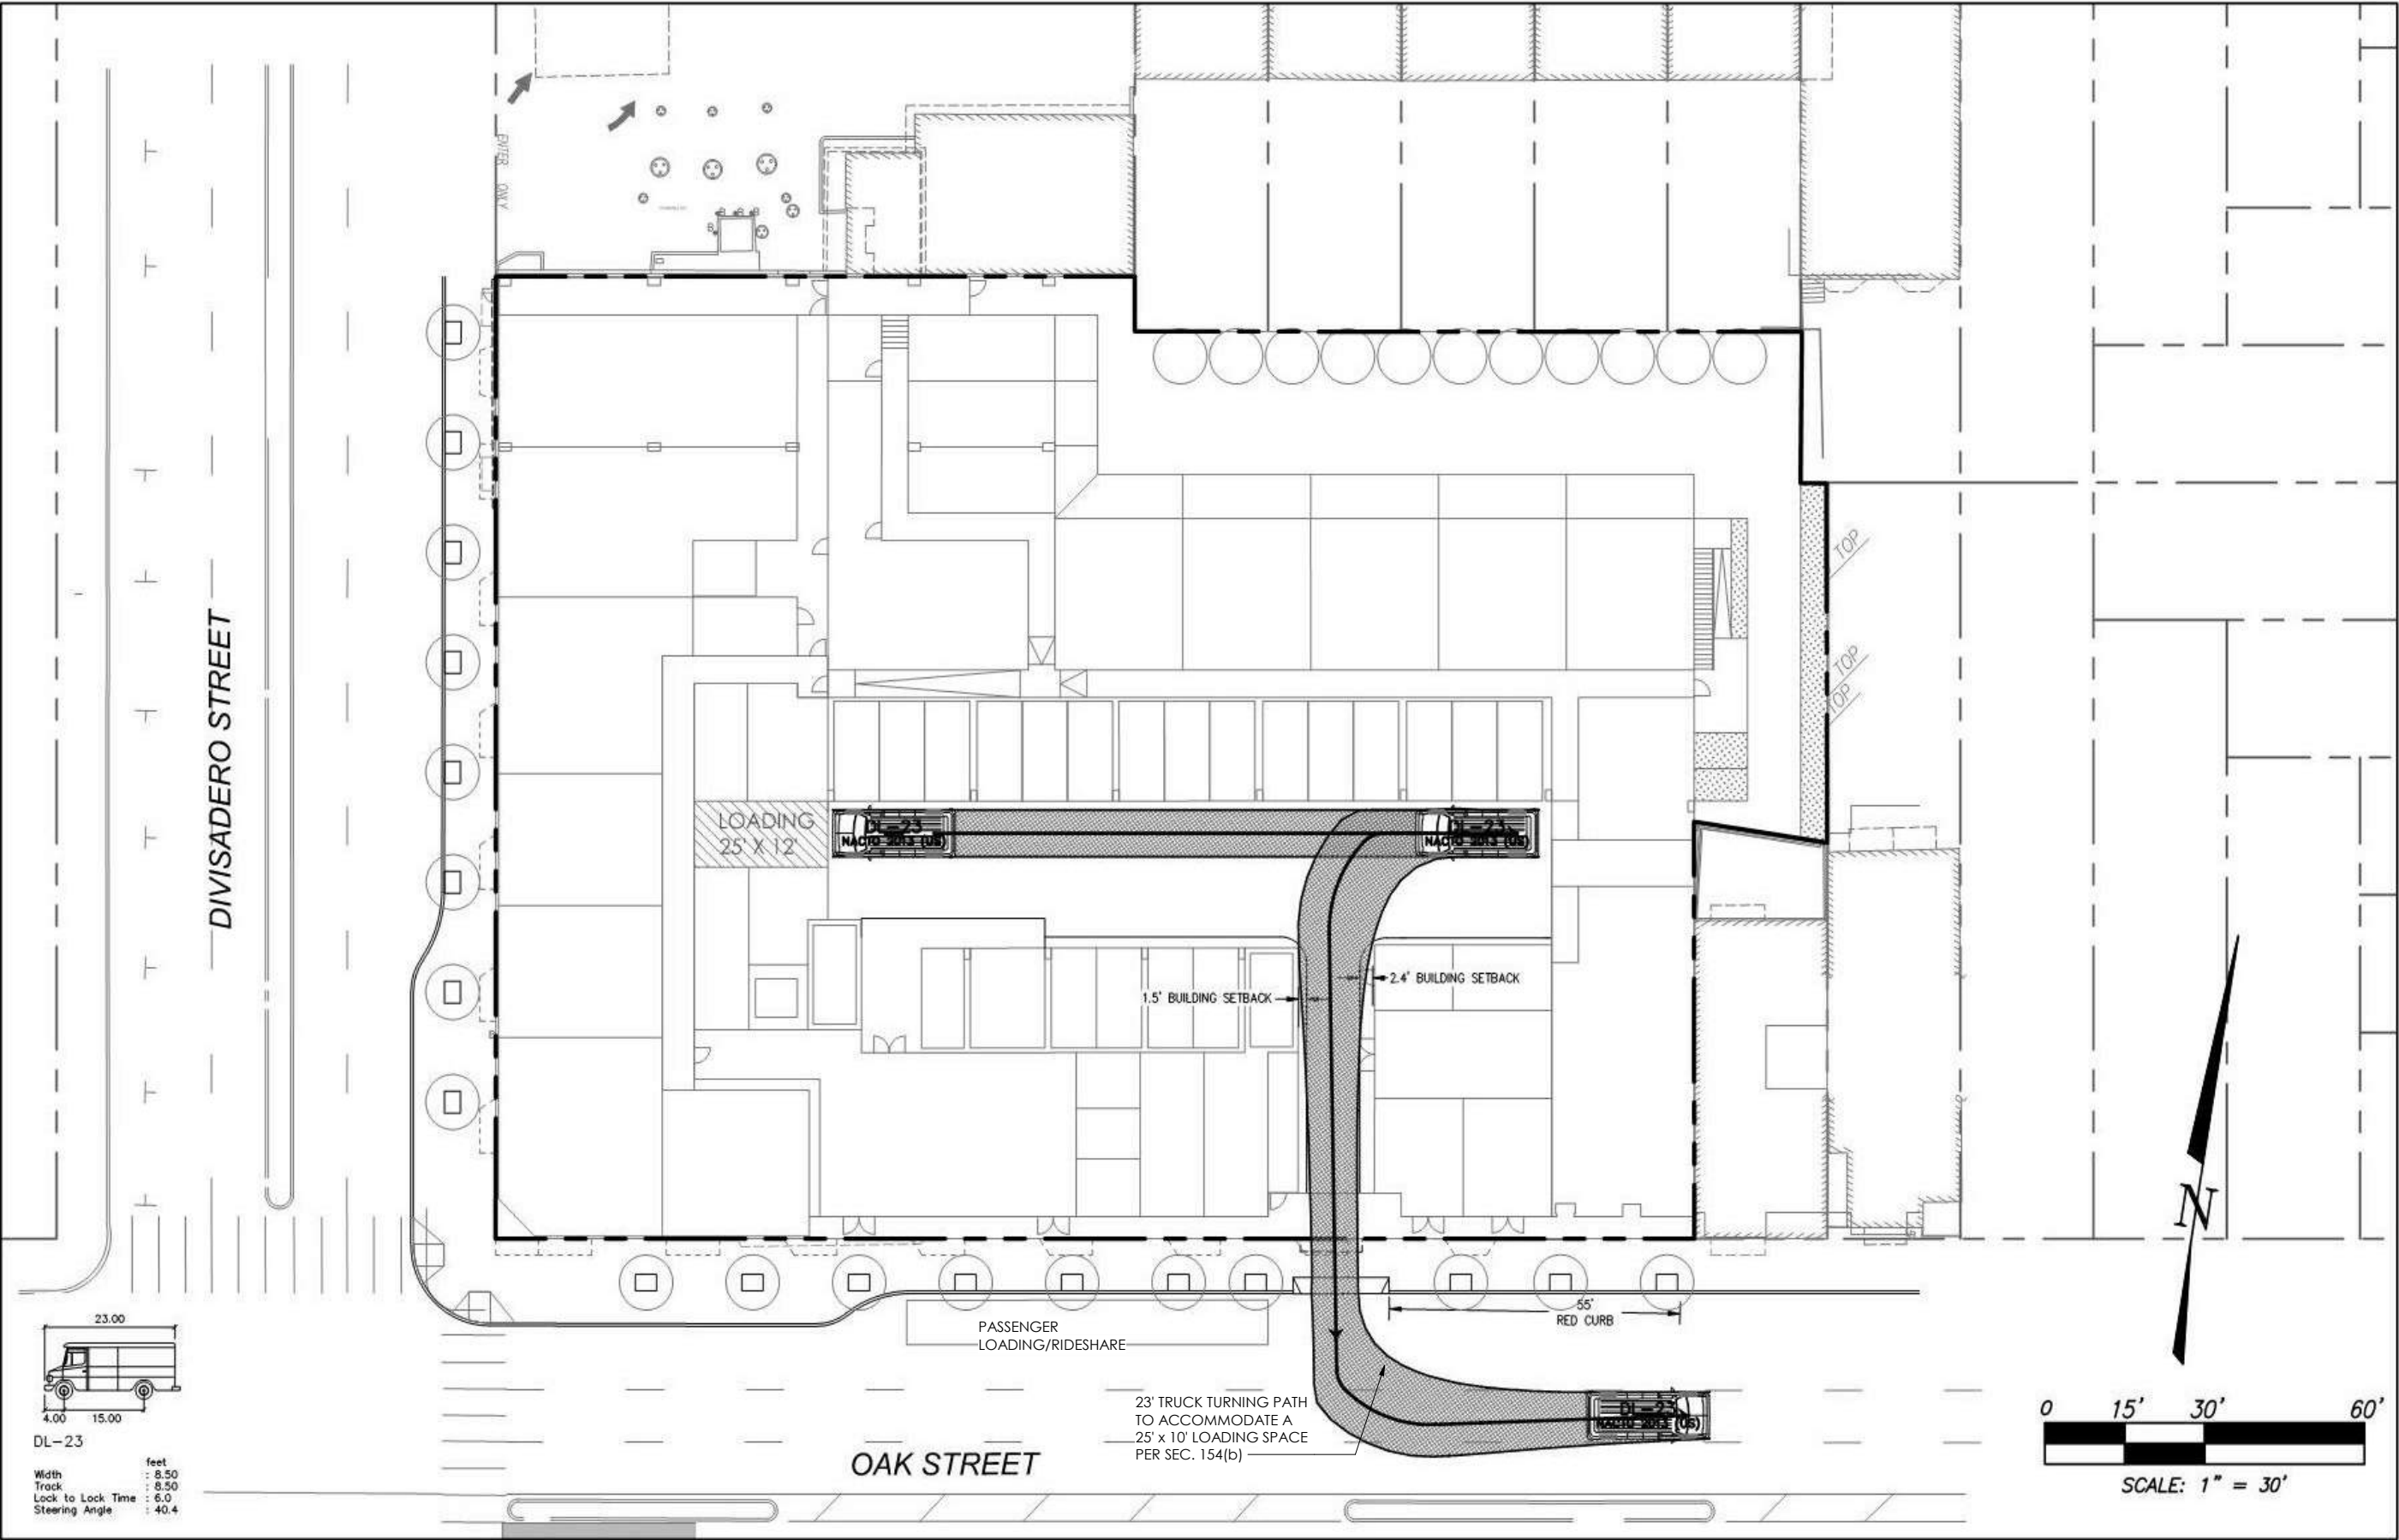 ENTER ONLY
TOP
TOP
TOP
DIVISADERO STREET
LOADING
25' X 12'
DL-23
NACTO 2013 (US)
DL-23
NACTO 2013 (US)
1.5' BUILDING SETBACK
2.4' BUILDING SETBACK
N
55'
RED CURB
PASSENGER
LOADING/RIDESHARE
23' TRUCK TURNING PATH
TO ACCOMMODATE A
25' x 10' LOADING SPACE
PER SEC. 154(b)
DL-23
NACTO 2013 (US)
OAK STREET
23.00
4.00 15.00
DL-23
feet
Width : 8.50
Track : 8.50
Lock to Lock Time : 6.0
Steering Angle : 40.4
0 15' 30' 60'
SCALE: 1" = 30'